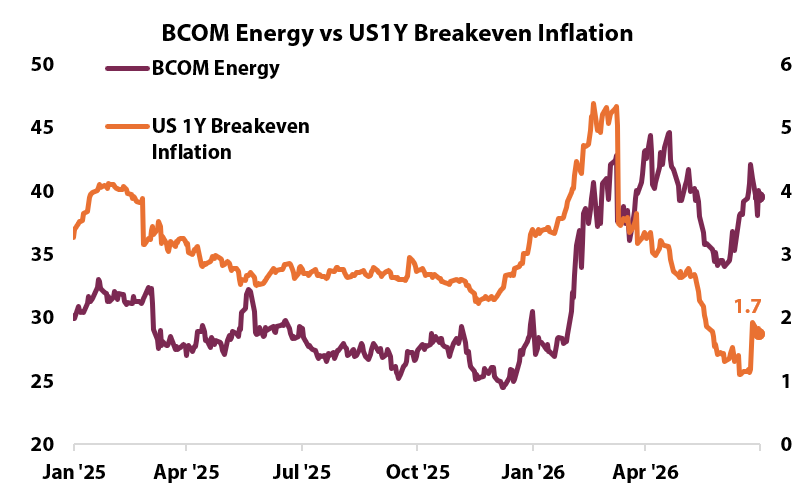 BCOM Energy vs US1Y Breakeven Inflation
50
45
40
35
30
25
20
BCOM Energy
US 1Y Breakeven
Inflation
6
5
4
3
2
1
0
1.7
Jan '25
Apr '25
Jul '25
Oct '25
Jan '26
Apr '26